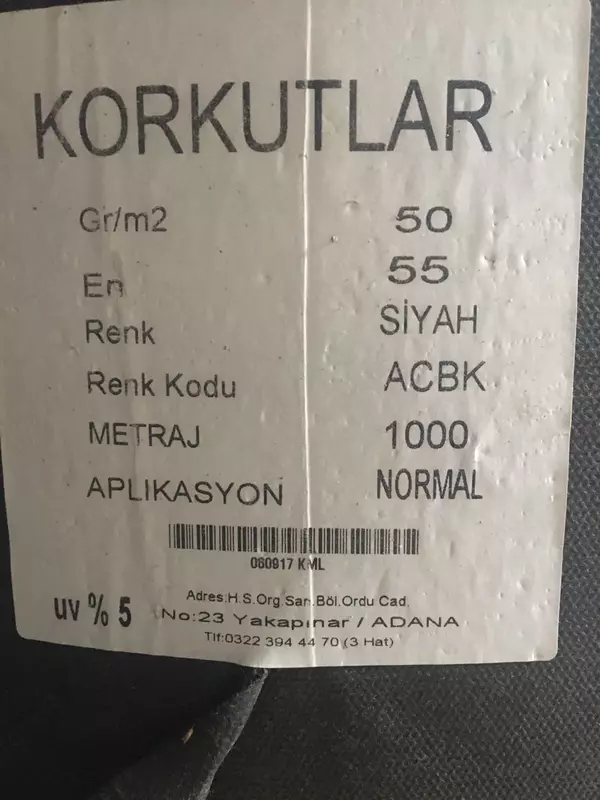 KORKUTLAR
Gr/m2 50
En 55
Renk SİYAH
Renk Kodu ACBK
METRAJ 1000
APLIKASYON NORMAL
060917 KML
uv % 5
Adres:H.S.Org.San.Böl.Ordu Cad.
No:23 Yakapınar / ADANA
Tlf:0322 394 44 70 (3 Hat)